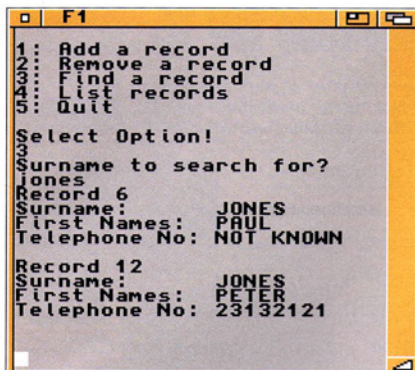 F1
1: Add a record
2: Remove a record
3: Find a record
4: List records
5: Quit
Select Option!
3
Surname to search for?
jones
Record 6
Surname: JONES
First Names: PAUL
Telephone No: NOT KNOWN
Record 12
Surname: JONES
First Names: PETER
Telephone No: 23132121